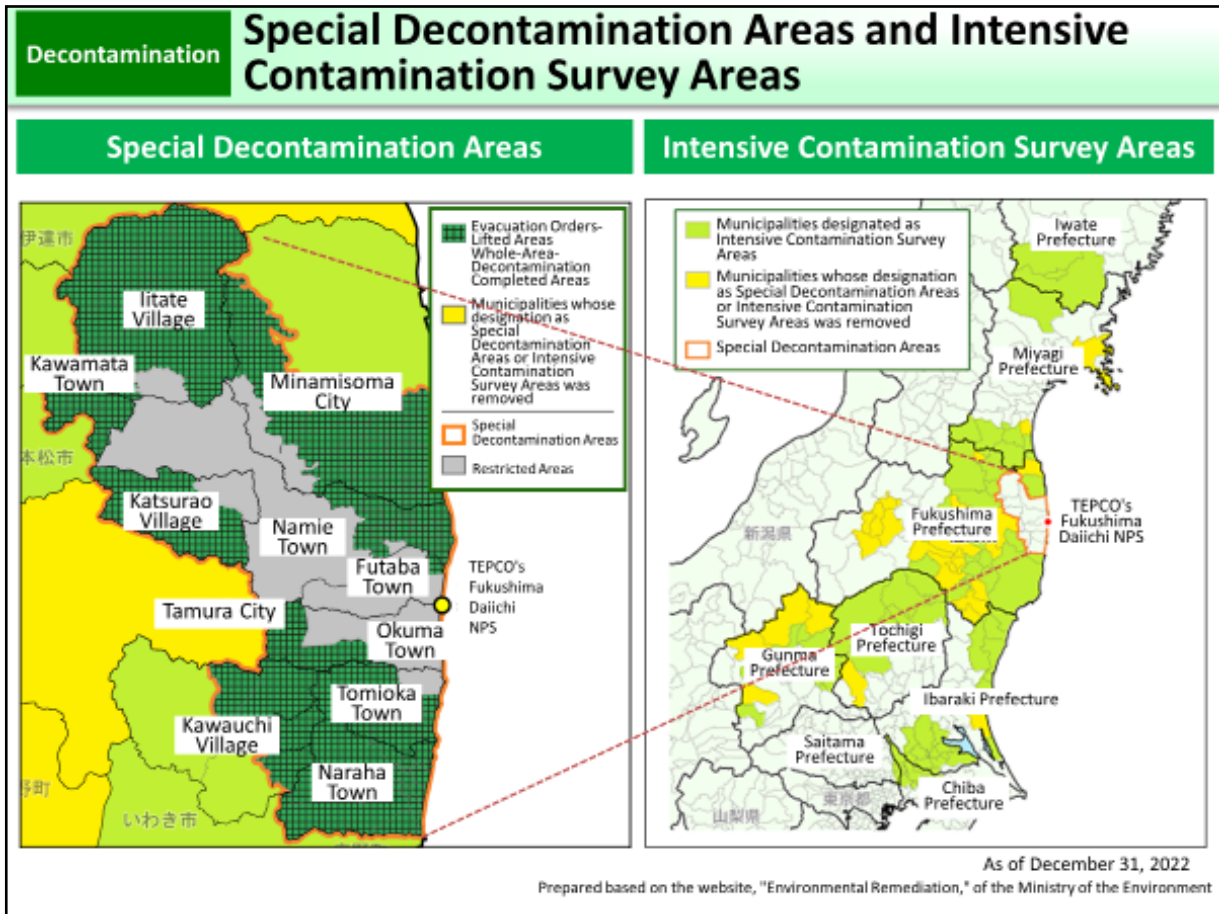 Decontamination
Special Decontamination Areas and Intensive
Contamination Survey Areas
Special Decontamination Areas
伊達市
Iitate
Village
Kawamata
Town
Minamisoma
City
本松市
Katsurao
Village
Namie
Town
Futaba
Town
Tamura City
Okuma
Town
Tomioka
Town
Kawauchi
Village
Naraha
Town
野町
いわき市
TEPCO's
Fukushima
Daiichi
NPS
Evacuation Orders-
Lifted Areas
Whole-Area-
Decontamination
Completed Areas
Municipalities whose
designation as
Special
Decontamination
Areas or Intensive
Contamination
Survey Areas was
removed
Special
Decontamination Areas
Restricted Areas
Intensive Contamination Survey Areas
Municipalities designated as
Intensive Contamination Survey
Areas
Municipalities whose designation
as Special Decontamination Areas
or Intensive Contamination
Survey Areas was removed
Special Decontamination Areas
Iwate
Prefecture
Miyagi
Prefecture
新潟県
Fukushima
Prefecture
TEPCO's
Fukushima
Daiichi NPS
Tochigi
Prefecture
Gunma
Prefecture
Ibaraki Prefecture
Saitama
Prefecture
Chiba
Prefecture
東京都
山梨県
As of December 31, 2022
Prepared based on the website, "Environmental Remediation," of the Ministry of the Environment